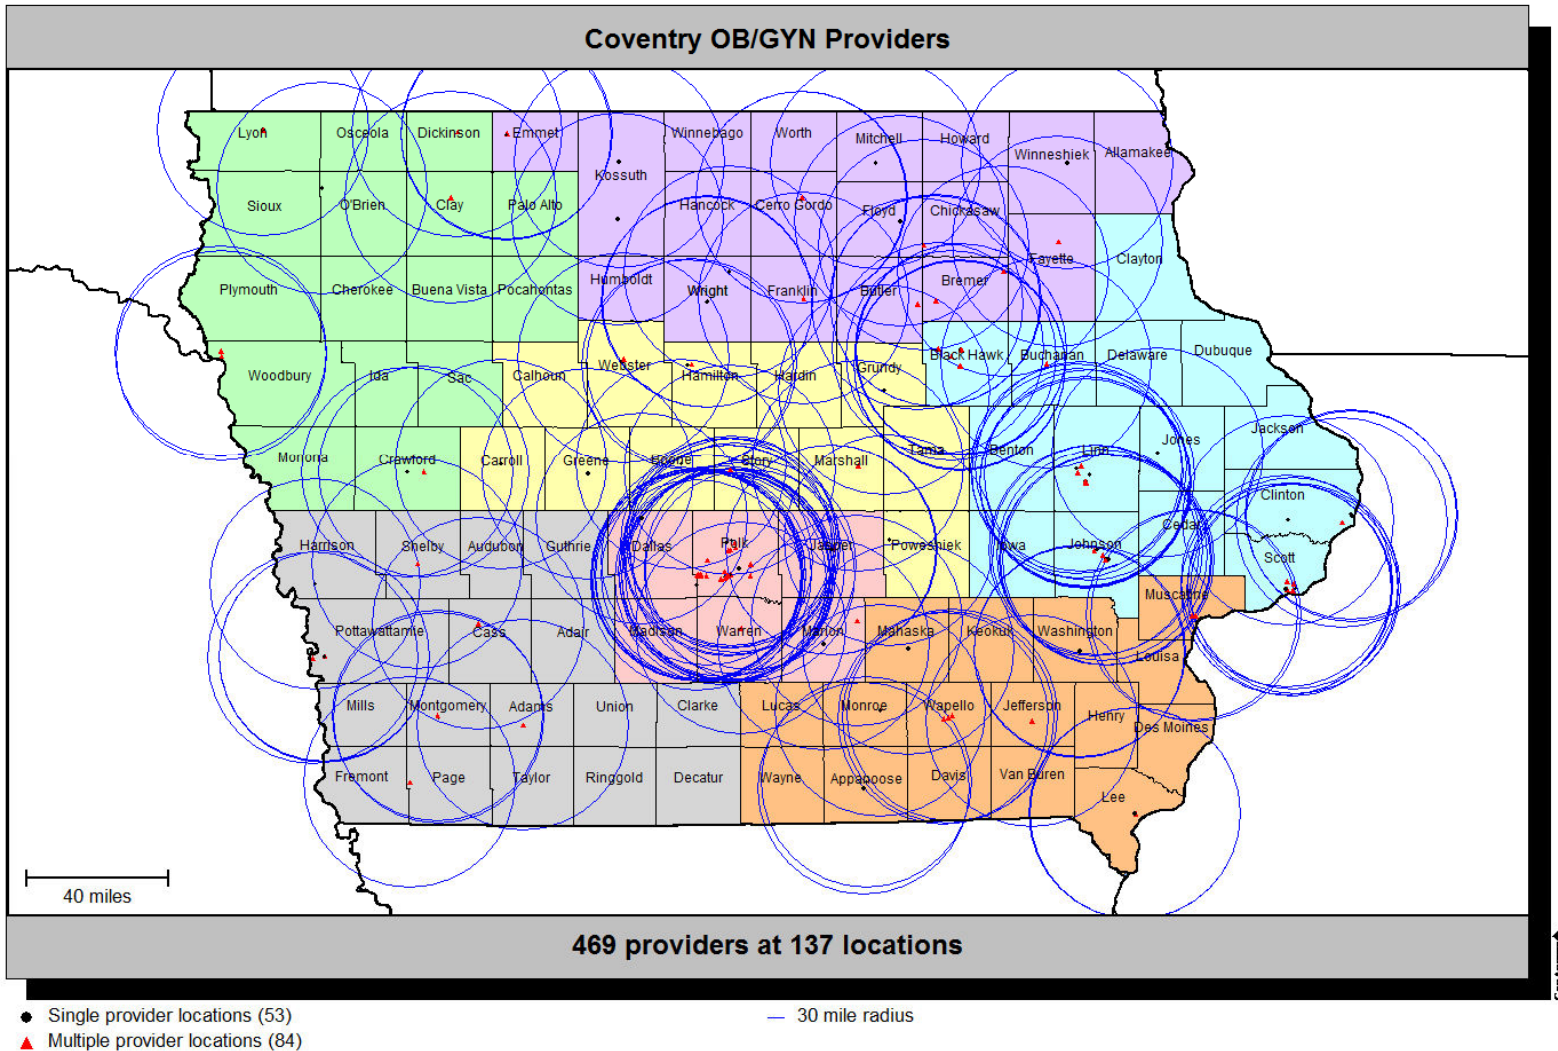 Coventry OB/GYN Providers
Lyon Osceola Dickinson Emmet Winnebago Worth Mitchell Howard Winneshiek Allamakee
Kossuth
Sioux O'Brien Clay Palo Alto Hancock Cerro Gordo Floyd Chickasaw
Fayette Clayton
Plymouth Cherokee Buena Vista Pocahontas Humboldt Wright Franklin Butler Bremer
Woodbury Ida Sac Calhoun Webster Hamilton Hardin Grundy Black Hawk Buchanan Delaware Dubuque
Monona Crawford Carroll Greene Boone Story Marshall Tama Benton Linn Jones Jackson
Clinton
Harrison Shelby Audubon Guthrie Dallas Polk Jasper Poweshiek Iowa Johnson Cedar Scott
Muscatine
Pottawattamie Cass Adair Madison Warren Marion Mahaska Keokuk Washington
Louisa
Mills Montgomery Adams Union Clarke Lucas Monroe Wapello Jefferson Henry Des Moines
Fremont Page Taylor Ringgold Decatur Wayne Appanoose Davis Van Buren
Lee
40 miles
469 providers at 137 locations
Single provider locations (53)
30 mile radius
Multiple provider locations (84)